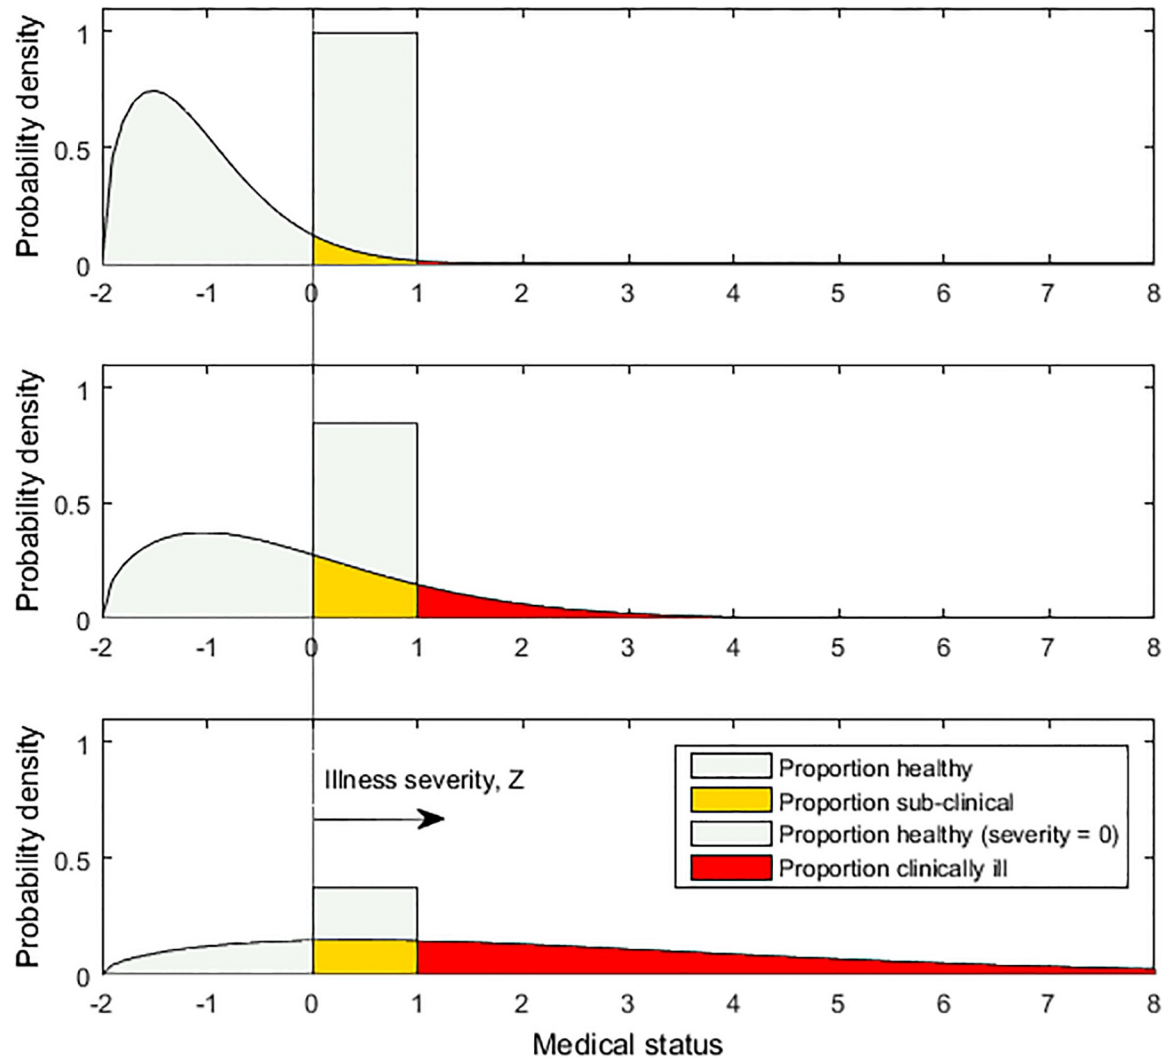 Probability density
1
0.5
0
-2 -1 0 1 2 3 4 5 6 7 8
Probability density
1
0.5
0
-2 -1 0 1 2 3 4 5 6 7 8
Probability density
1
0.5
0
Illness severity, Z
Proportion healthy
Proportion sub-clinical
Proportion healthy (severity = 0)
Proportion clinically ill
-2 -1 0 1 2 3 4 5 6 7 8
Medical status